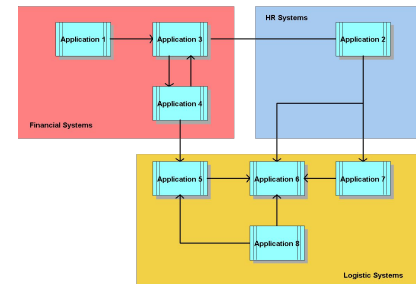 HR Systems
Application 1
Application 3
Application 2
Application 4
Financial Systems
Application 5
Application 6
Application 7
Application 8
Logistic Systems